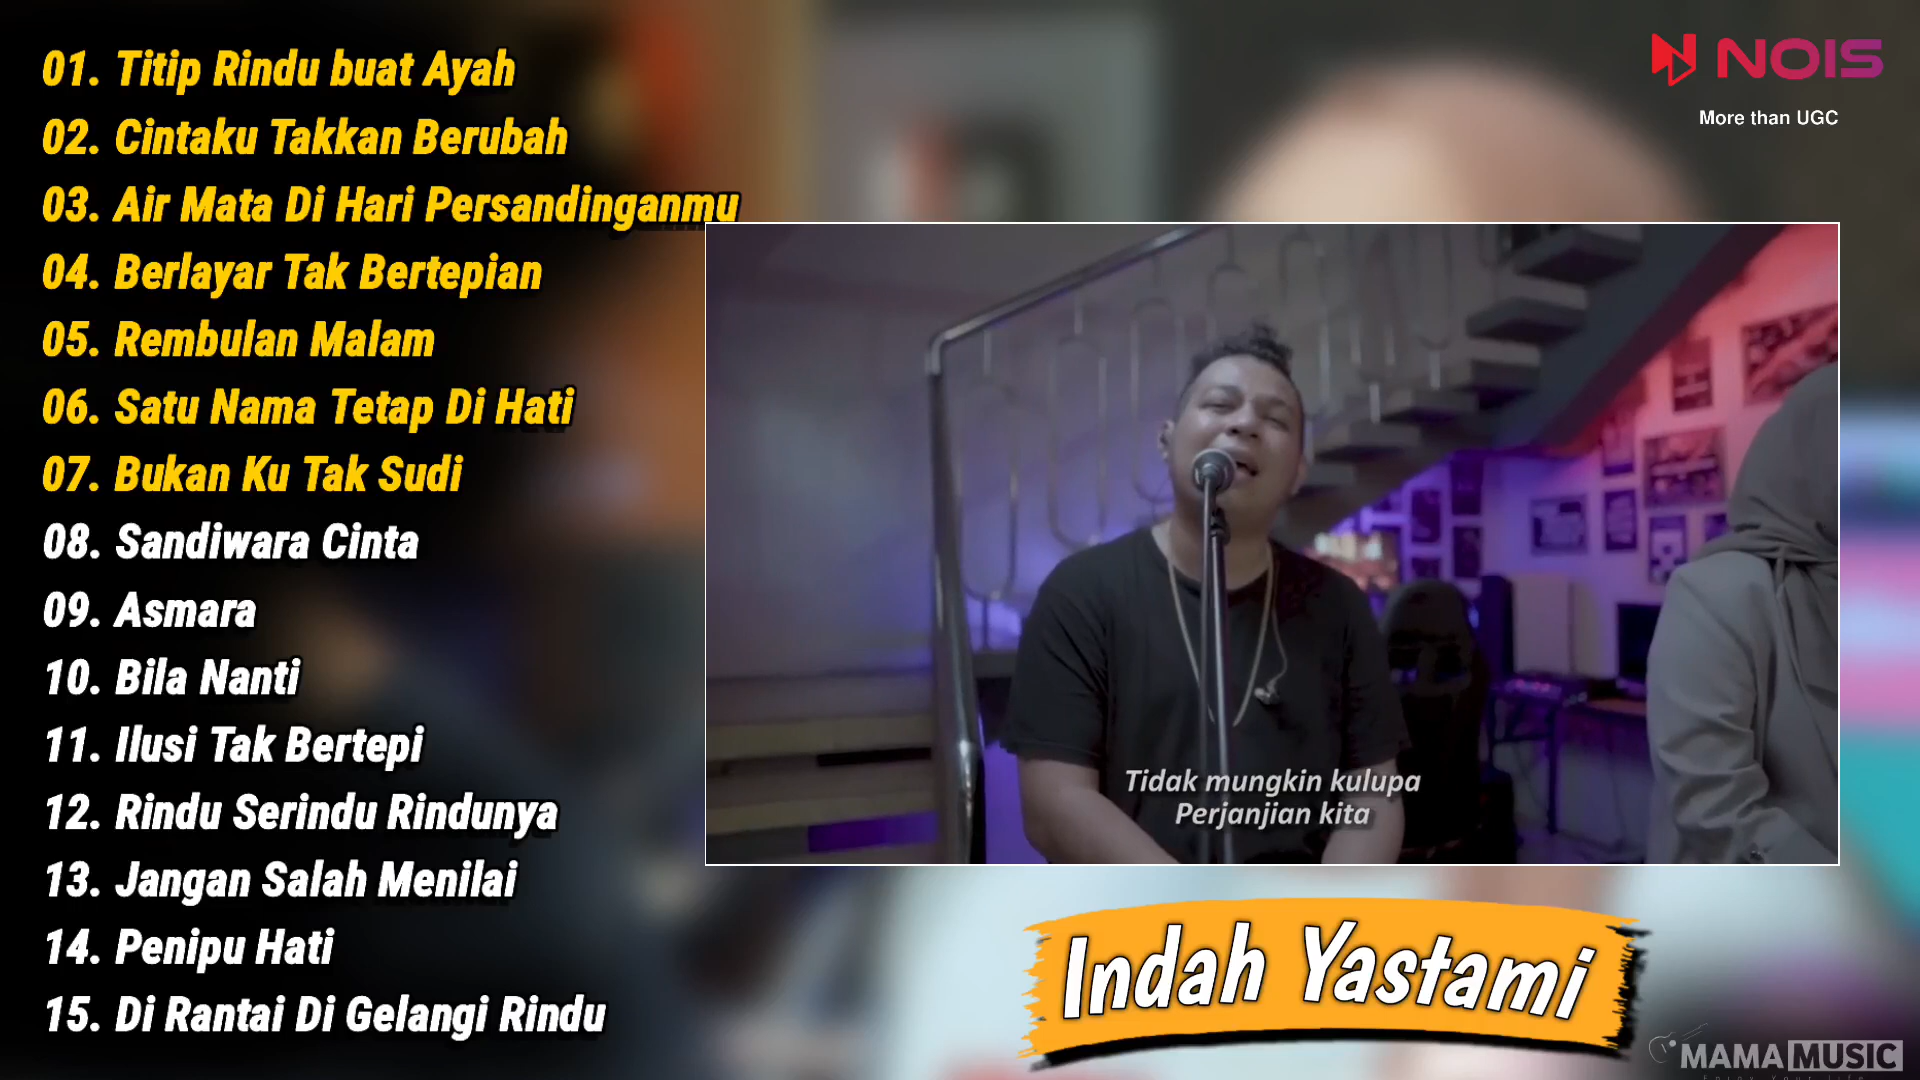 01. Titip Rindu buat Ayah
02. Cintaku Takkan Berubah
03. Air Mata Di Hari Persandinganmu
04. Berlayar Tak Bertepian
05. Rembulan Malam
06. Satu Nama Tetap Di Hati
07. Bukan Ku Tak Sudi
08. Sandiwara Cinta
09. Asmara
10. Bila Nanti
11. Ilusi Tak Bertepi
12. Rindu Serindu Rindunya
13. Jangan Salah Menilai
14. Penipu Hati
15. Di Rantai Di Gelangi Rindu
NOIS
More than UGC
Tidak mungkin kulupa
Perjanjian kita
Indah Yastami
MAMA MUSIC